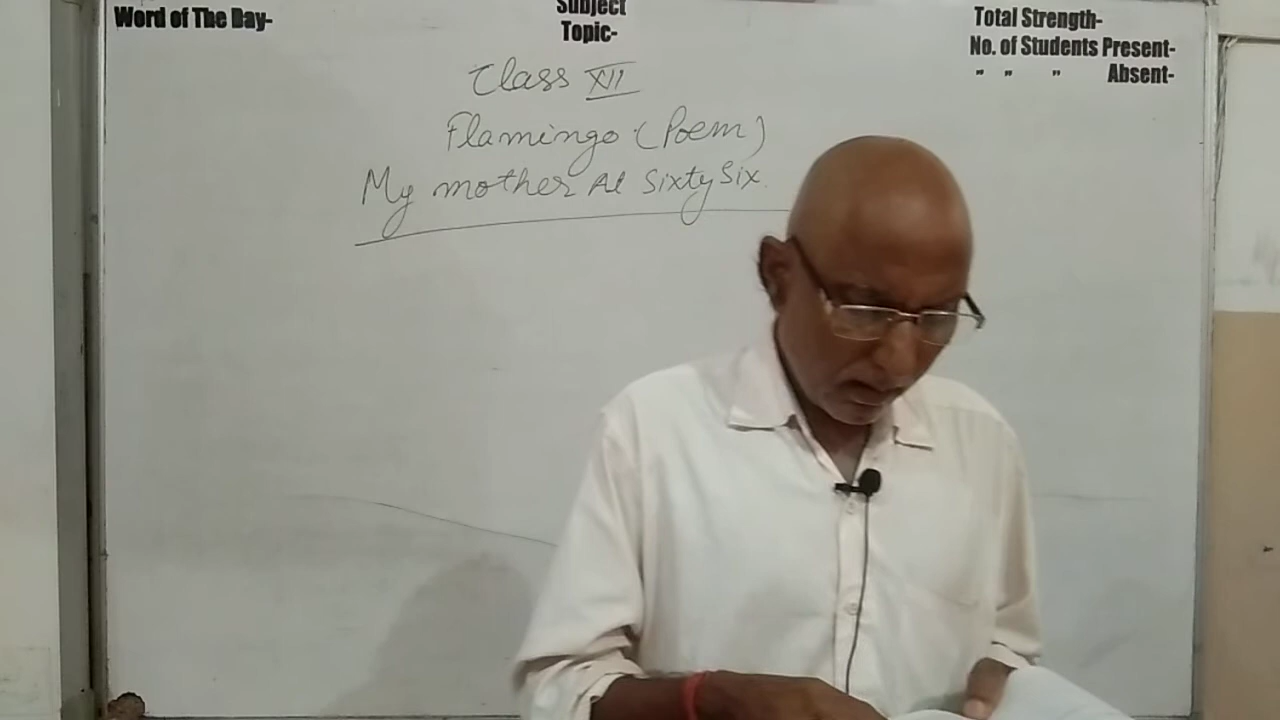 Word of The Day-
Subject
Topic-
Total Strength-
No. of Students Present-
" " " Absent-
Class XII
Flamingo (Poem)
My mother At Sixty Six.